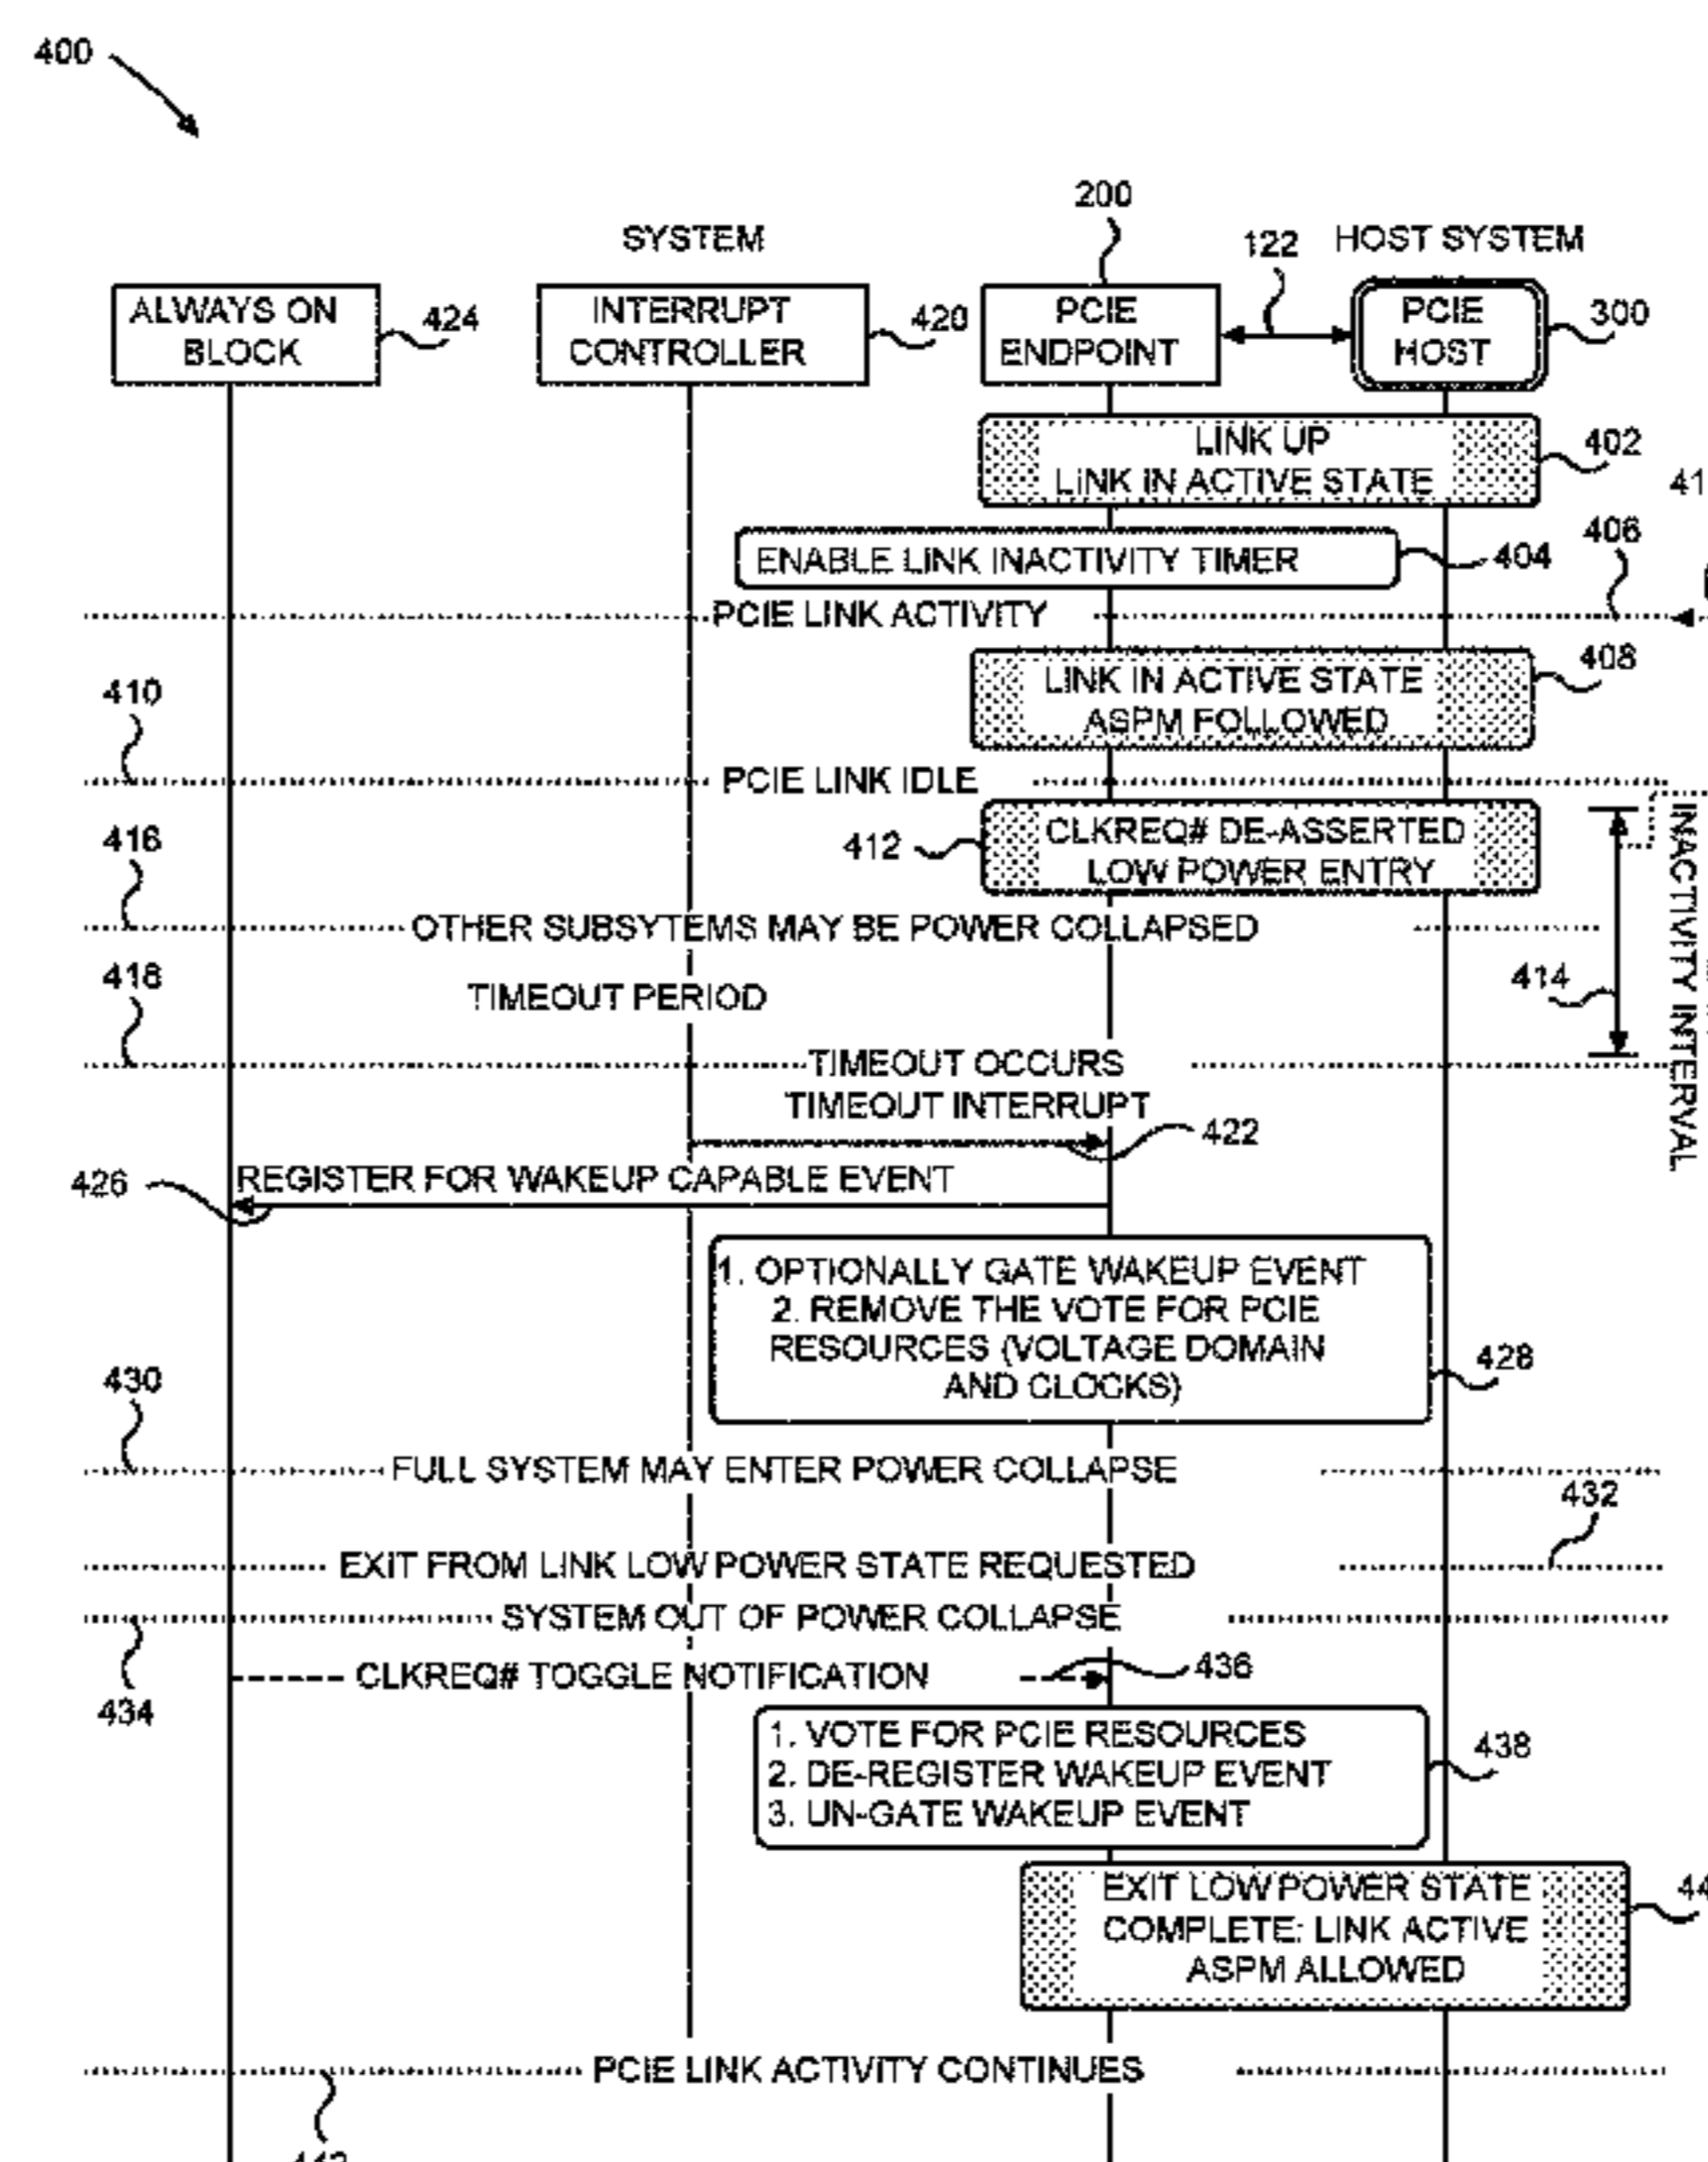 400
200
SYSTEM
122
HOST SYSTEM
ALWAYS ON
BLOCK
424
INTERRUPT
CONTROLLER
420
PCIE
ENDPOINT
PCIE
HOST
300
LINK UP
LINK IN ACTIVE STATE
402
41
406
ENABLE LINK INACTIVITY TIMER
404
PCIE LINK ACTIVITY
LINK IN ACTIVE STATE
ASPM FOLLOWED
408
410
PCIE LINK IDLE
416
412
CLKREQ# DE-ASSERTED
LOW POWER ENTRY
INACTIVITY INTERVAL
OTHER SUBSYTEMS MAY BE POWER COLLAPSED
418
TIMEOUT PERIOD
414
TIMEOUT OCCURS
TIMEOUT INTERRUPT
422
426
REGISTER FOR WAKEUP CAPABLE EVENT
1. OPTIONALLY GATE WAKEUP EVENT
2. REMOVE THE VOTE FOR PCIE
RESOURCES (VOLTAGE DOMAIN
AND CLOCKS)
428
430
FULL SYSTEM MAY ENTER POWER COLLAPSE
432
EXIT FROM LINK LOW POWER STATE REQUESTED
SYSTEM OUT OF POWER COLLAPSE
CLKREQ# TOGGLE NOTIFICATION
436
434
1. VOTE FOR PCIE RESOURCES
2. DE-REGISTER WAKEUP EVENT
3. UN-GATE WAKEUP EVENT
438
EXIT LOW POWER STATE
COMPLETE: LINK ACTIVE
ASPM ALLOWED
44
PCIE LINK ACTIVITY CONTINUES